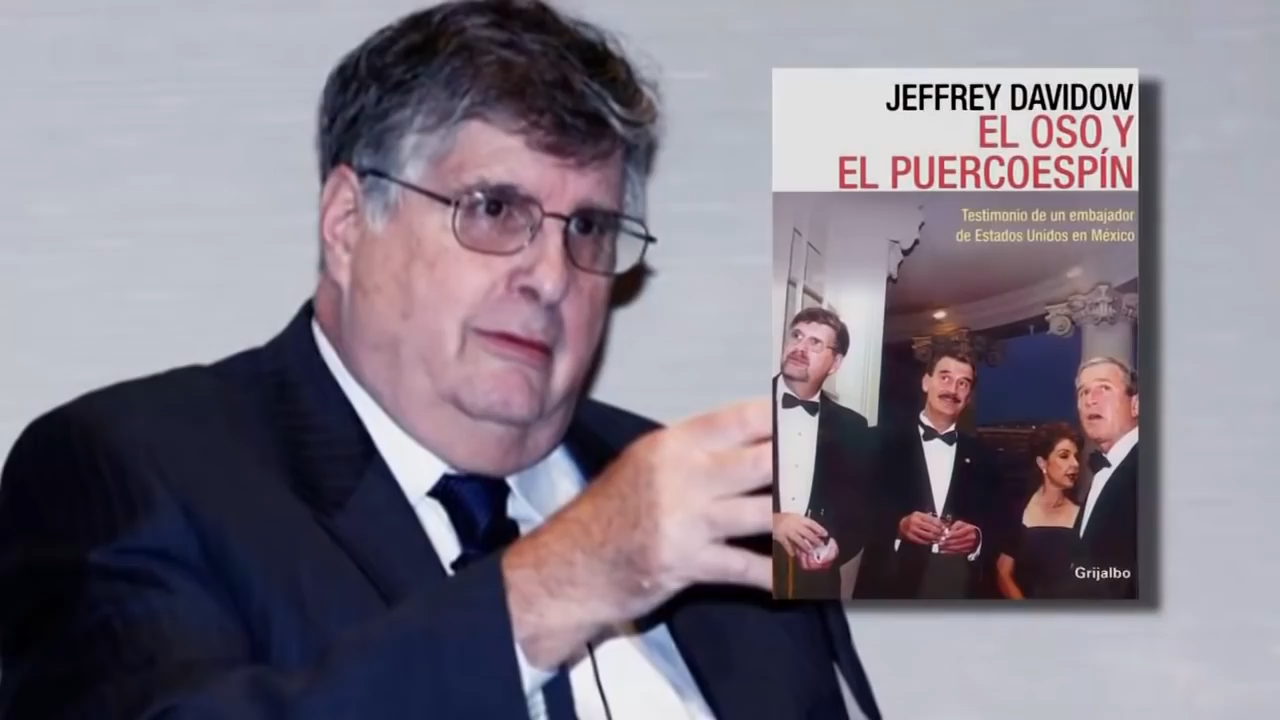 JEFFREY DAVIDOW
EL OSO Y
EL PUERCOESPÍN
Testimonio de un embajador
de Estados Unidos en México
Grijalbo